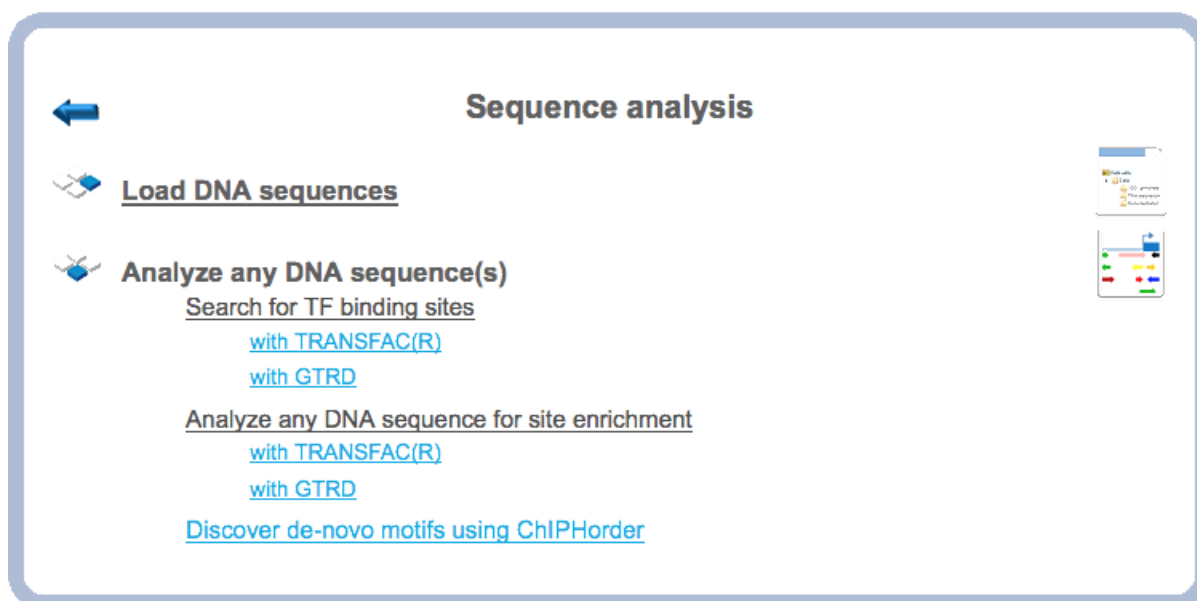 Sequence analysis
Load DNA sequences
Analyze any DNA sequence(s)
Search for TF binding sites
with TRANSFAC(R)
with GTRD
Analyze any DNA sequence for site enrichment
with TRANSFAC(R)
with GTRD
Discover de-novo motifs using ChIPHorder